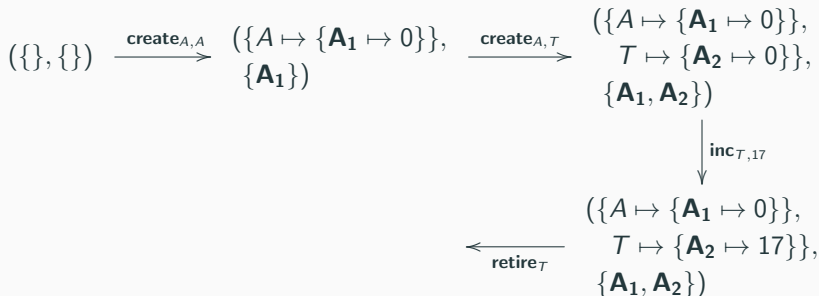 ({}, {}) create_{A,A} ({A ↦ {A₁ ↦ 0}}, create_{A,T} ({A ↦ {A₁ ↦ 0}},
{A₁}) T ↦ {A₂ ↦ 0}},
{A₁, A₂})
inc_{T,17}
({A ↦ {A₁ ↦ 0}},
T ↦ {A₂ ↦ 17}},
retire_T
{A₁, A₂})